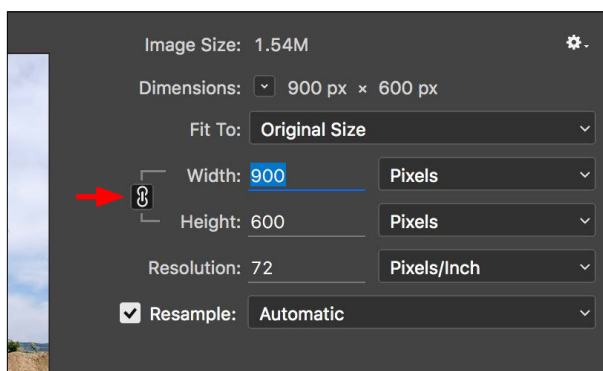 Image Size: 1.54M
Dimensions: 900 px × 600 px
Fit To: Original Size
Width: 900 Pixels
Height: 600 Pixels
Resolution: 72 Pixels/Inch
Resample: Automatic